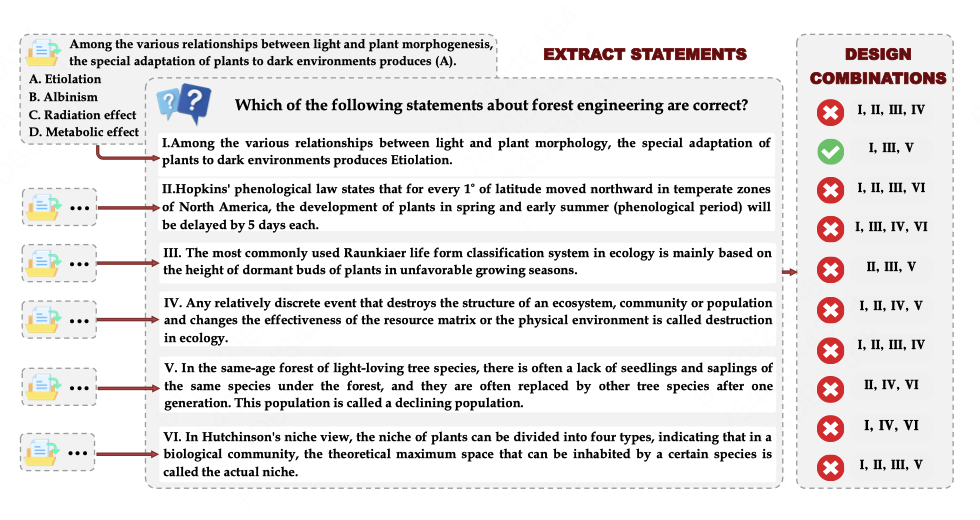 Among the various relationships between light and plant morphogenesis,
the special adaptation of plants to dark environments produces (A).
A. Etiolation
B. Albinism
C. Radiation effect
D. Metabolic effect
EXTRACT STATEMENTS
? ?
Which of the following statements about forest engineering are correct?
I.Among the various relationships between light and plant morphology, the special adaptation of
plants to dark environments produces Etiolation.
II.Hopkins' phenological law states that for every 1° of latitude moved northward in temperate zones
of North America, the development of plants in spring and early summer (phenological period) will
be delayed by 5 days each.
III. The most commonly used Raunkiaer life form classification system in ecology is mainly based on
the height of dormant buds of plants in unfavorable growing seasons.
IV. Any relatively discrete event that destroys the structure of an ecosystem, community or population
and changes the effectiveness of the resource matrix or the physical environment is called destruction
in ecology.
V. In the same-age forest of light-loving tree species, there is often a lack of seedlings and saplings of
the same species under the forest, and they are often replaced by other tree species after one
generation. This population is called a declining population.
VI. In Hutchinson's niche view, the niche of plants can be divided into four types, indicating that in a
biological community, the theoretical maximum space that can be inhabited by a certain species is
called the actual niche.
...
...
...
...
...
DESIGN
COMBINATIONS
I, II, III, IV
I, III, V
I, II, III, VI
I, III, IV, VI
II, III, V
I, II, IV, V
I, II, III, IV
II, IV, VI
I, IV, VI
I, II, III, V